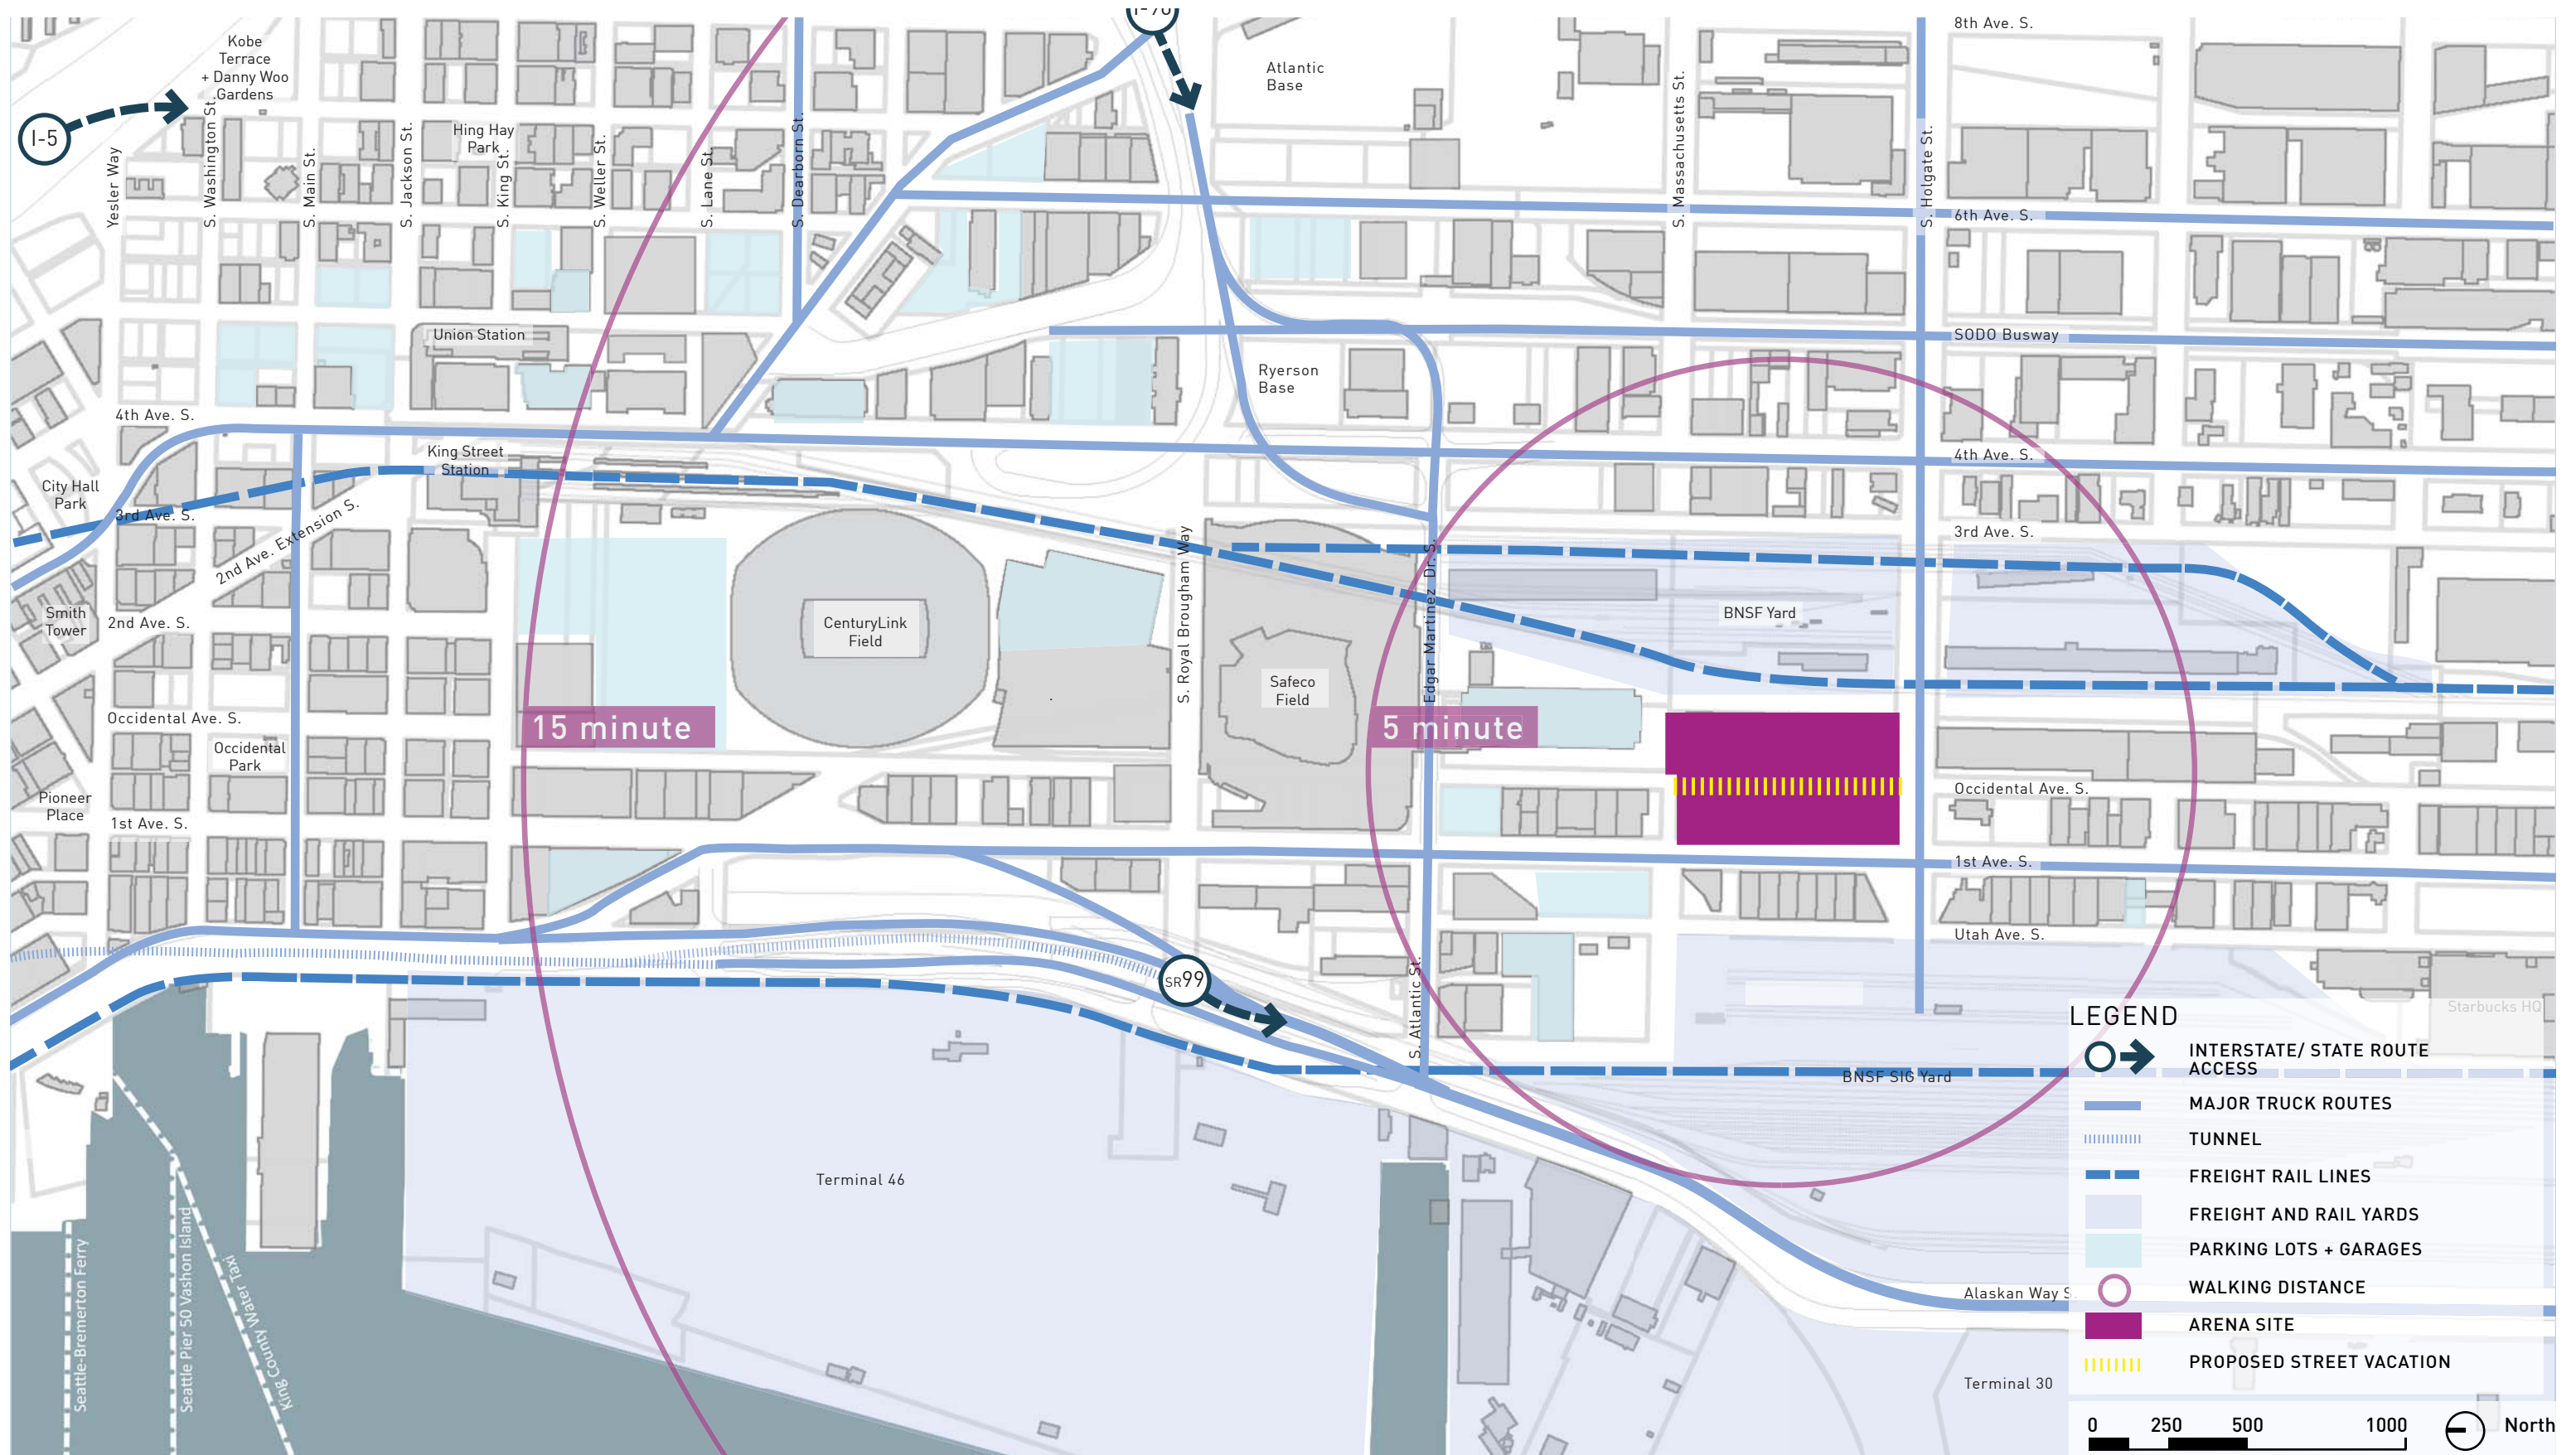 I-90
8th Ave. S.
Kobe
Terrace
+ Danny Woo
Gardens
Atlantic
Base
I-5
Hing Hay
Park
Yesler Way
S. Washington St.
S. Main St.
S. Jackson St.
S. King St.
S. Weller St.
S. Lane St.
S. Dearborn St.
S. Massachusetts St.
S. Holgate St.
6th Ave. S.
Union Station
SODO Busway
Ryerson
Base
4th Ave. S.
King Street
Station
4th Ave. S.
City Hall
Park
3rd Ave. S.
2nd Ave. Extension S.
3rd Ave. S.
S. Royal Brougham Way
Edgar Martinez Dr. S.
Smith
Tower
2nd Ave. S.
CenturyLink
Field
BNSF Yard
Safeco
Field
Occidental Ave. S.
15 minute
5 minute
Occidental
Park
Pioneer
Place
Occidental Ave. S.
1st Ave. S.
1st Ave. S.
Utah Ave. S.
SR99
S. Atlantic St.
Starbucks HQ
BNSF SIG Yard
Terminal 46
Seattle-Bremerton Ferry
Seattle Pier 50 Vashon Island
King County Water Taxi
Alaskan Way S.
Terminal 30
LEGEND
INTERSTATE/ STATE ROUTE
ACCESS
MAJOR TRUCK ROUTES
TUNNEL
FREIGHT RAIL LINES
FREIGHT AND RAIL YARDS
PARKING LOTS + GARAGES
WALKING DISTANCE
ARENA SITE
PROPOSED STREET VACATION
0 250 500 1000
North